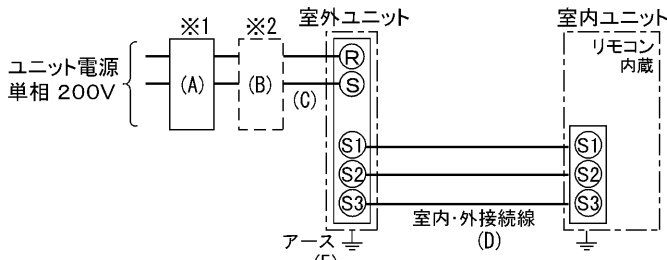 ※1
※2
室外ユニット
室内ユニット
リモコン
内蔵
ユニット電源
単相 200V
(A)
(B)
(C)
R
S
S1
S2
S3
S1
S2
S3
室内・外接続線
(D)
アース
(E)